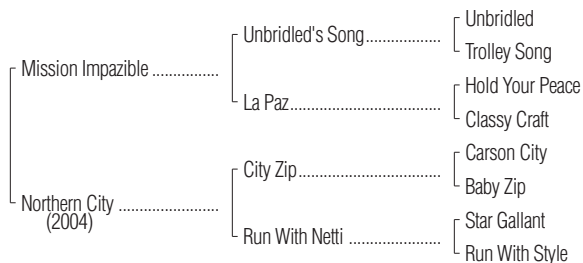 Unbridled
Unbridled's Song....................
Trolley Song
Mission Impazible ..................
Hold Your Peace
La Paz.........................................
Classy Craft
Carson City
City Zip.......................................
Baby Zip
Northern City ...........................
(2004)
Star Gallant
Run With Netti ..........................
Run With Style